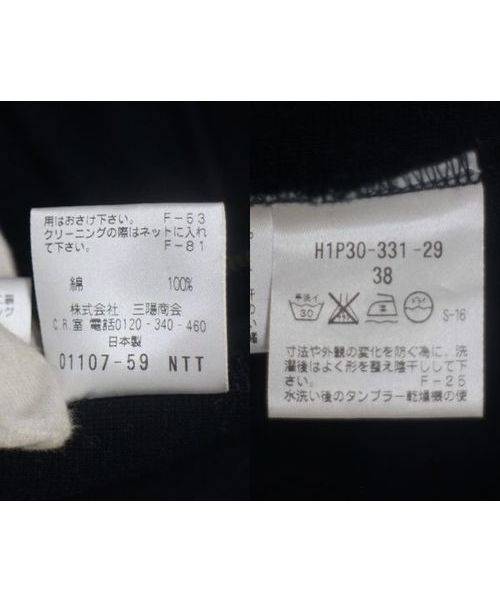 用はおさけ下さい。 F-53
クリーニングの際はネットに入れ
て下さい。 F-81
綿 100%
株式会社 三陽商会
C.R.室 電話0120-340-460
日本製
01107-59 NTT
H1P30-331-29
38
手洗イ
30
中
S-16
寸法や外観の変化を防ぐ為に、洗
濯後はよく形を整え陰干しして下
さい。 F-25
水洗い後のタンブラー乾燥機の使